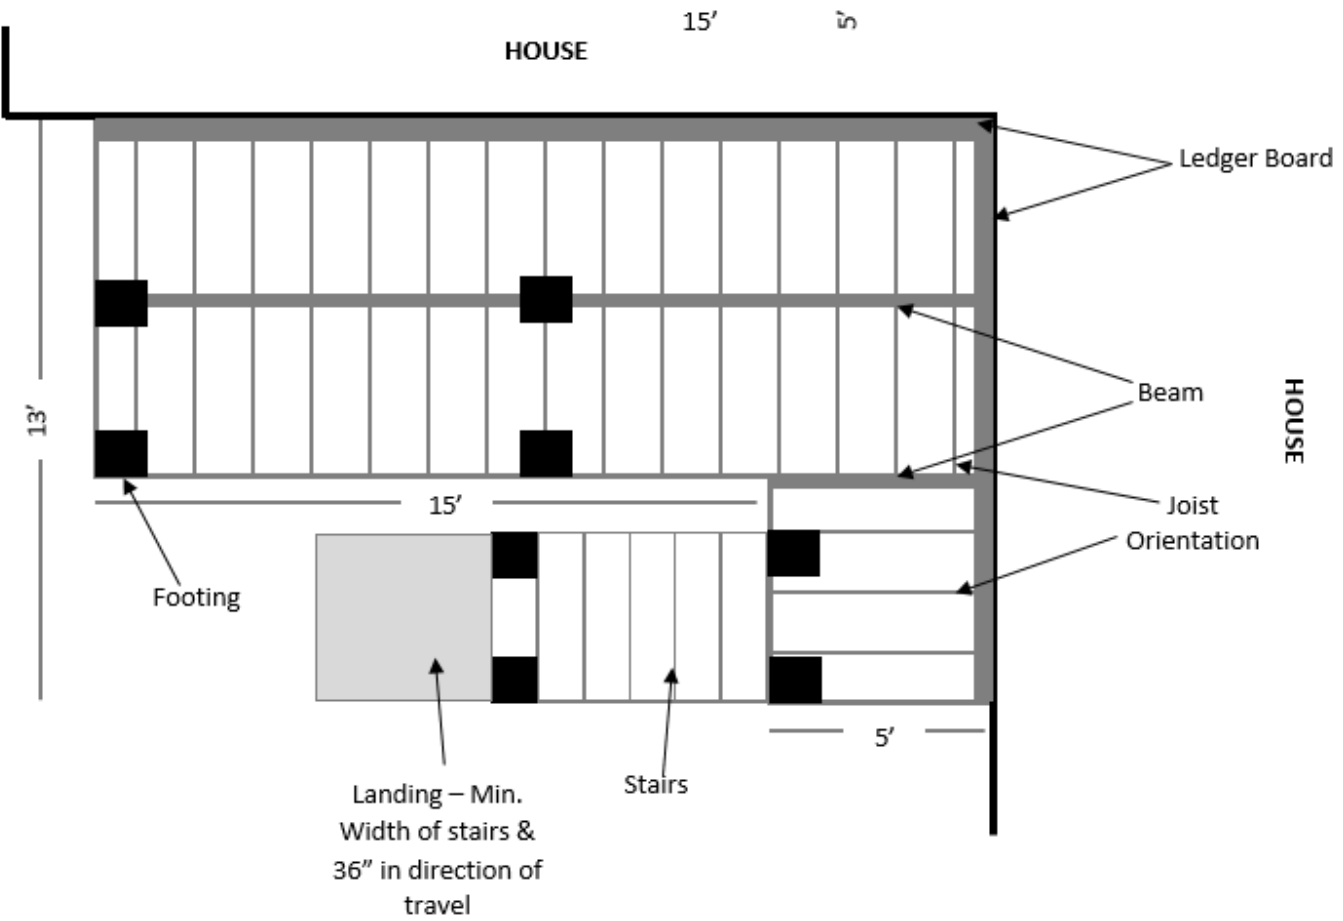 15’
5’
HOUSE
Ledger Board
Beam
HOUSE
13’
15’
Joist
Orientation
Footing
5’
Stairs
Landing – Min.
Width of stairs &
36” in direction of
travel